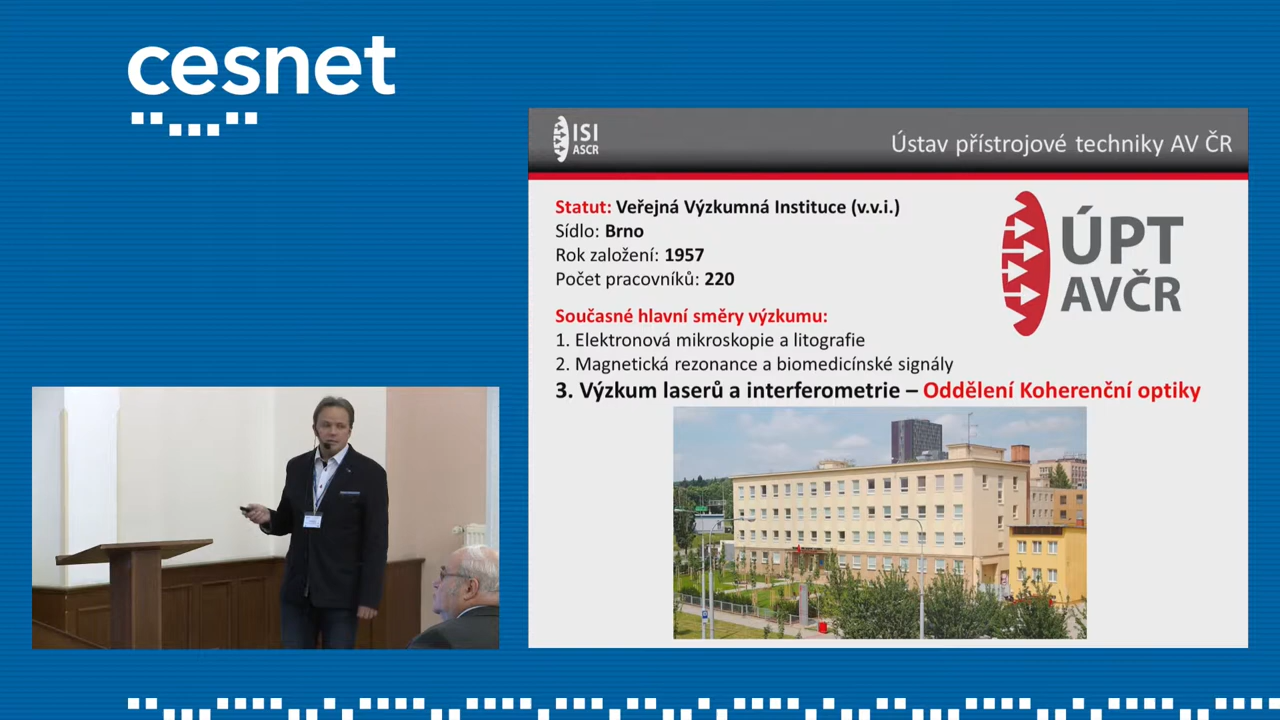 cesnet
ISI
ASCR
Ústav přístrojové techniky AV ČR
Statut: Veřejná Výzkumná Instituce (v.v.i.)
Sídlo: Brno
Rok založení: 1957
Počet pracovníků: 220
ÚPT
AVČR
Současné hlavní směry výzkumu:
1. Elektronová mikroskopie a litografie
2. Magnetická rezonance a biomedicínské signály
3. Výzkum laserů a interferometrie – Oddělení Koherenční optiky